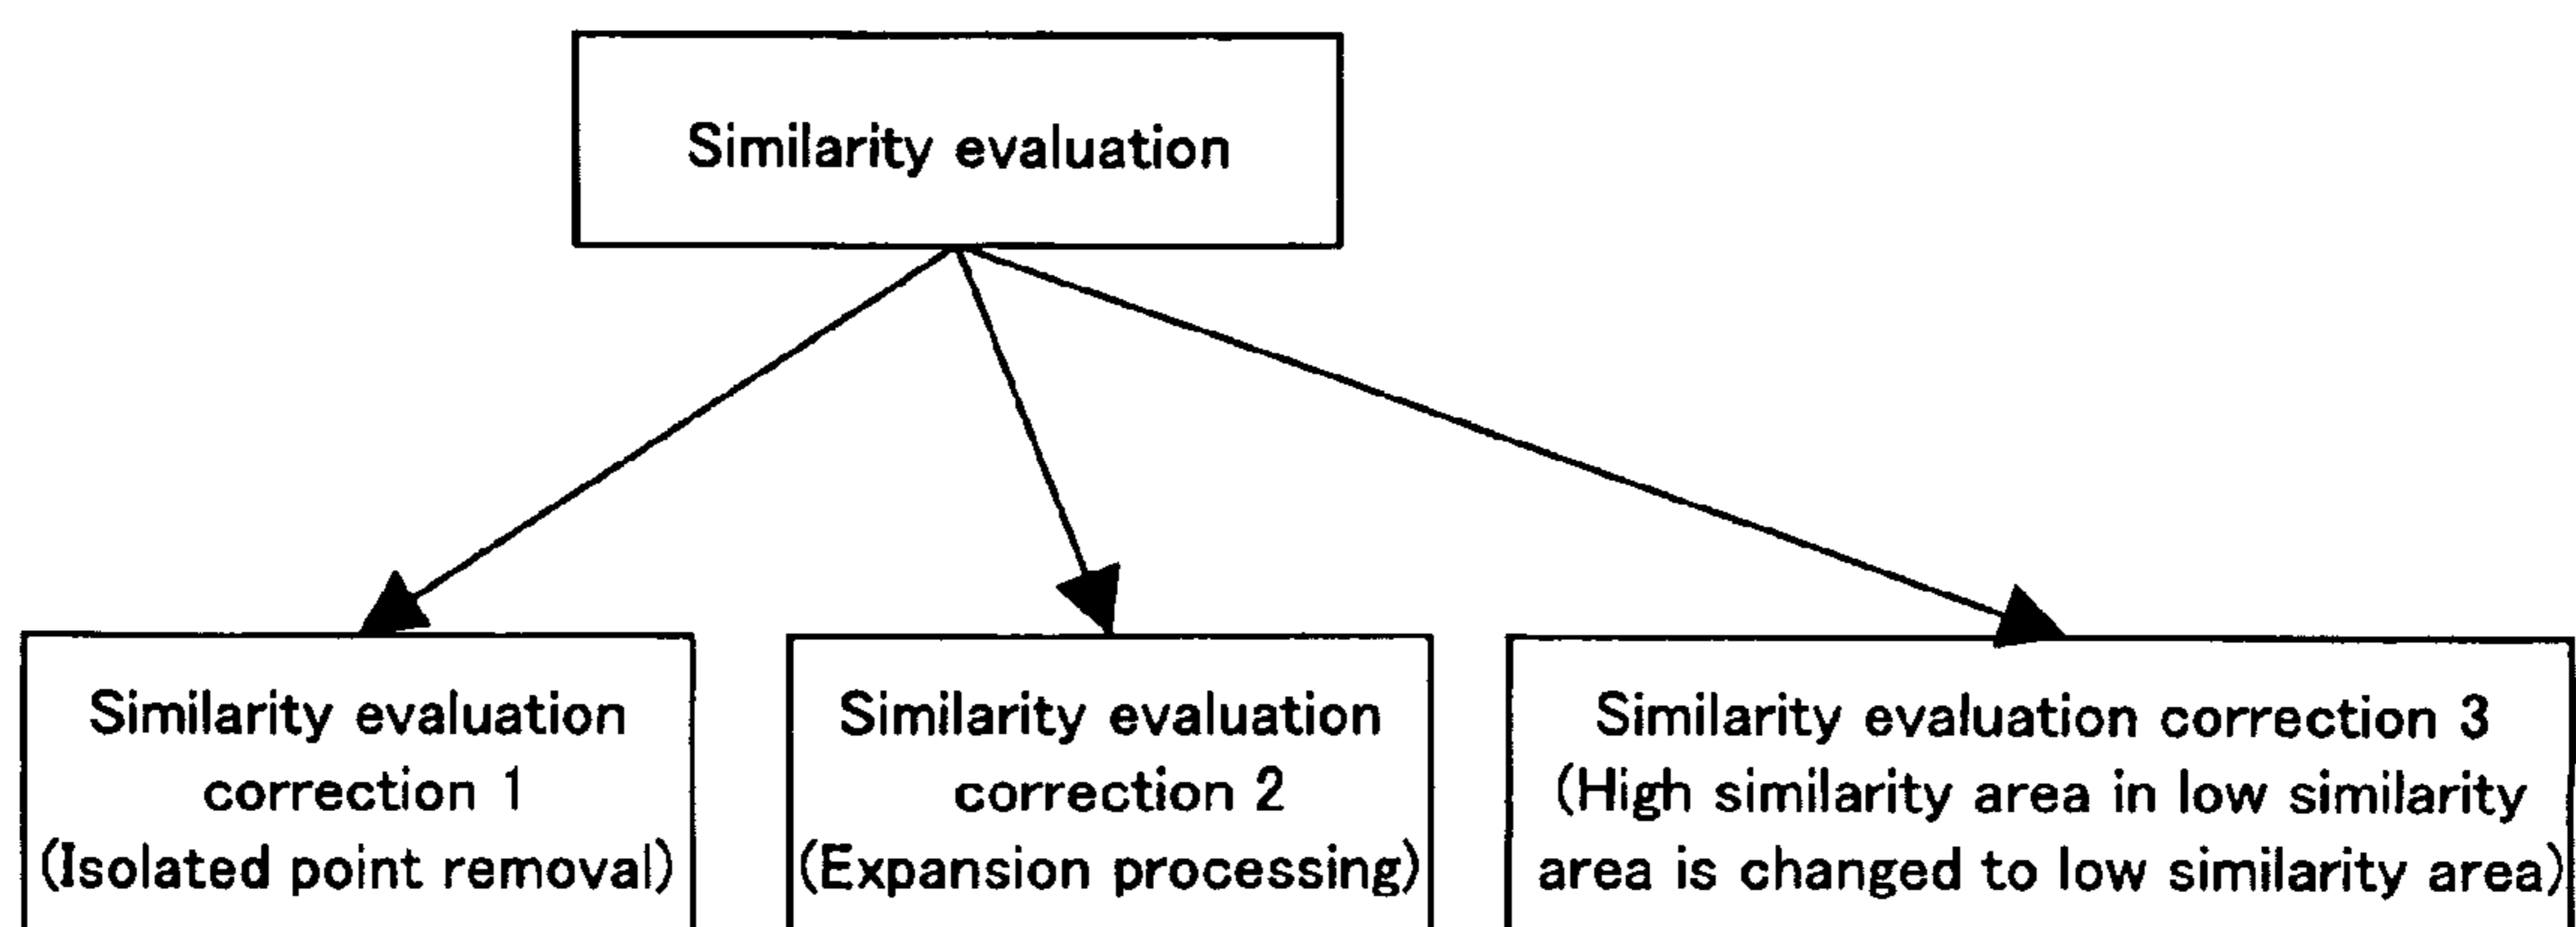 Similarity evaluation
Similarity evaluation
correction 1
(Isolated point removal)
Similarity evaluation
correction 2
(Expansion processing)
Similarity evaluation correction 3
(High similarity area in low similarity
area is changed to low similarity area)